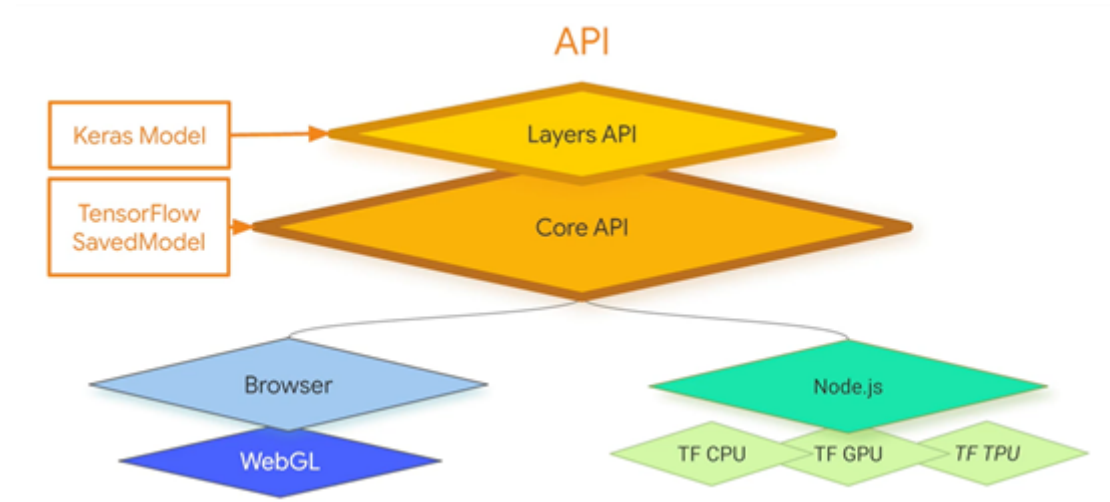 API
Keras Model
Layers API
TensorFlow
SavedModel
Core API
Browser
Node.js
WebGL
TF CPU
TF GPU
TF TPU